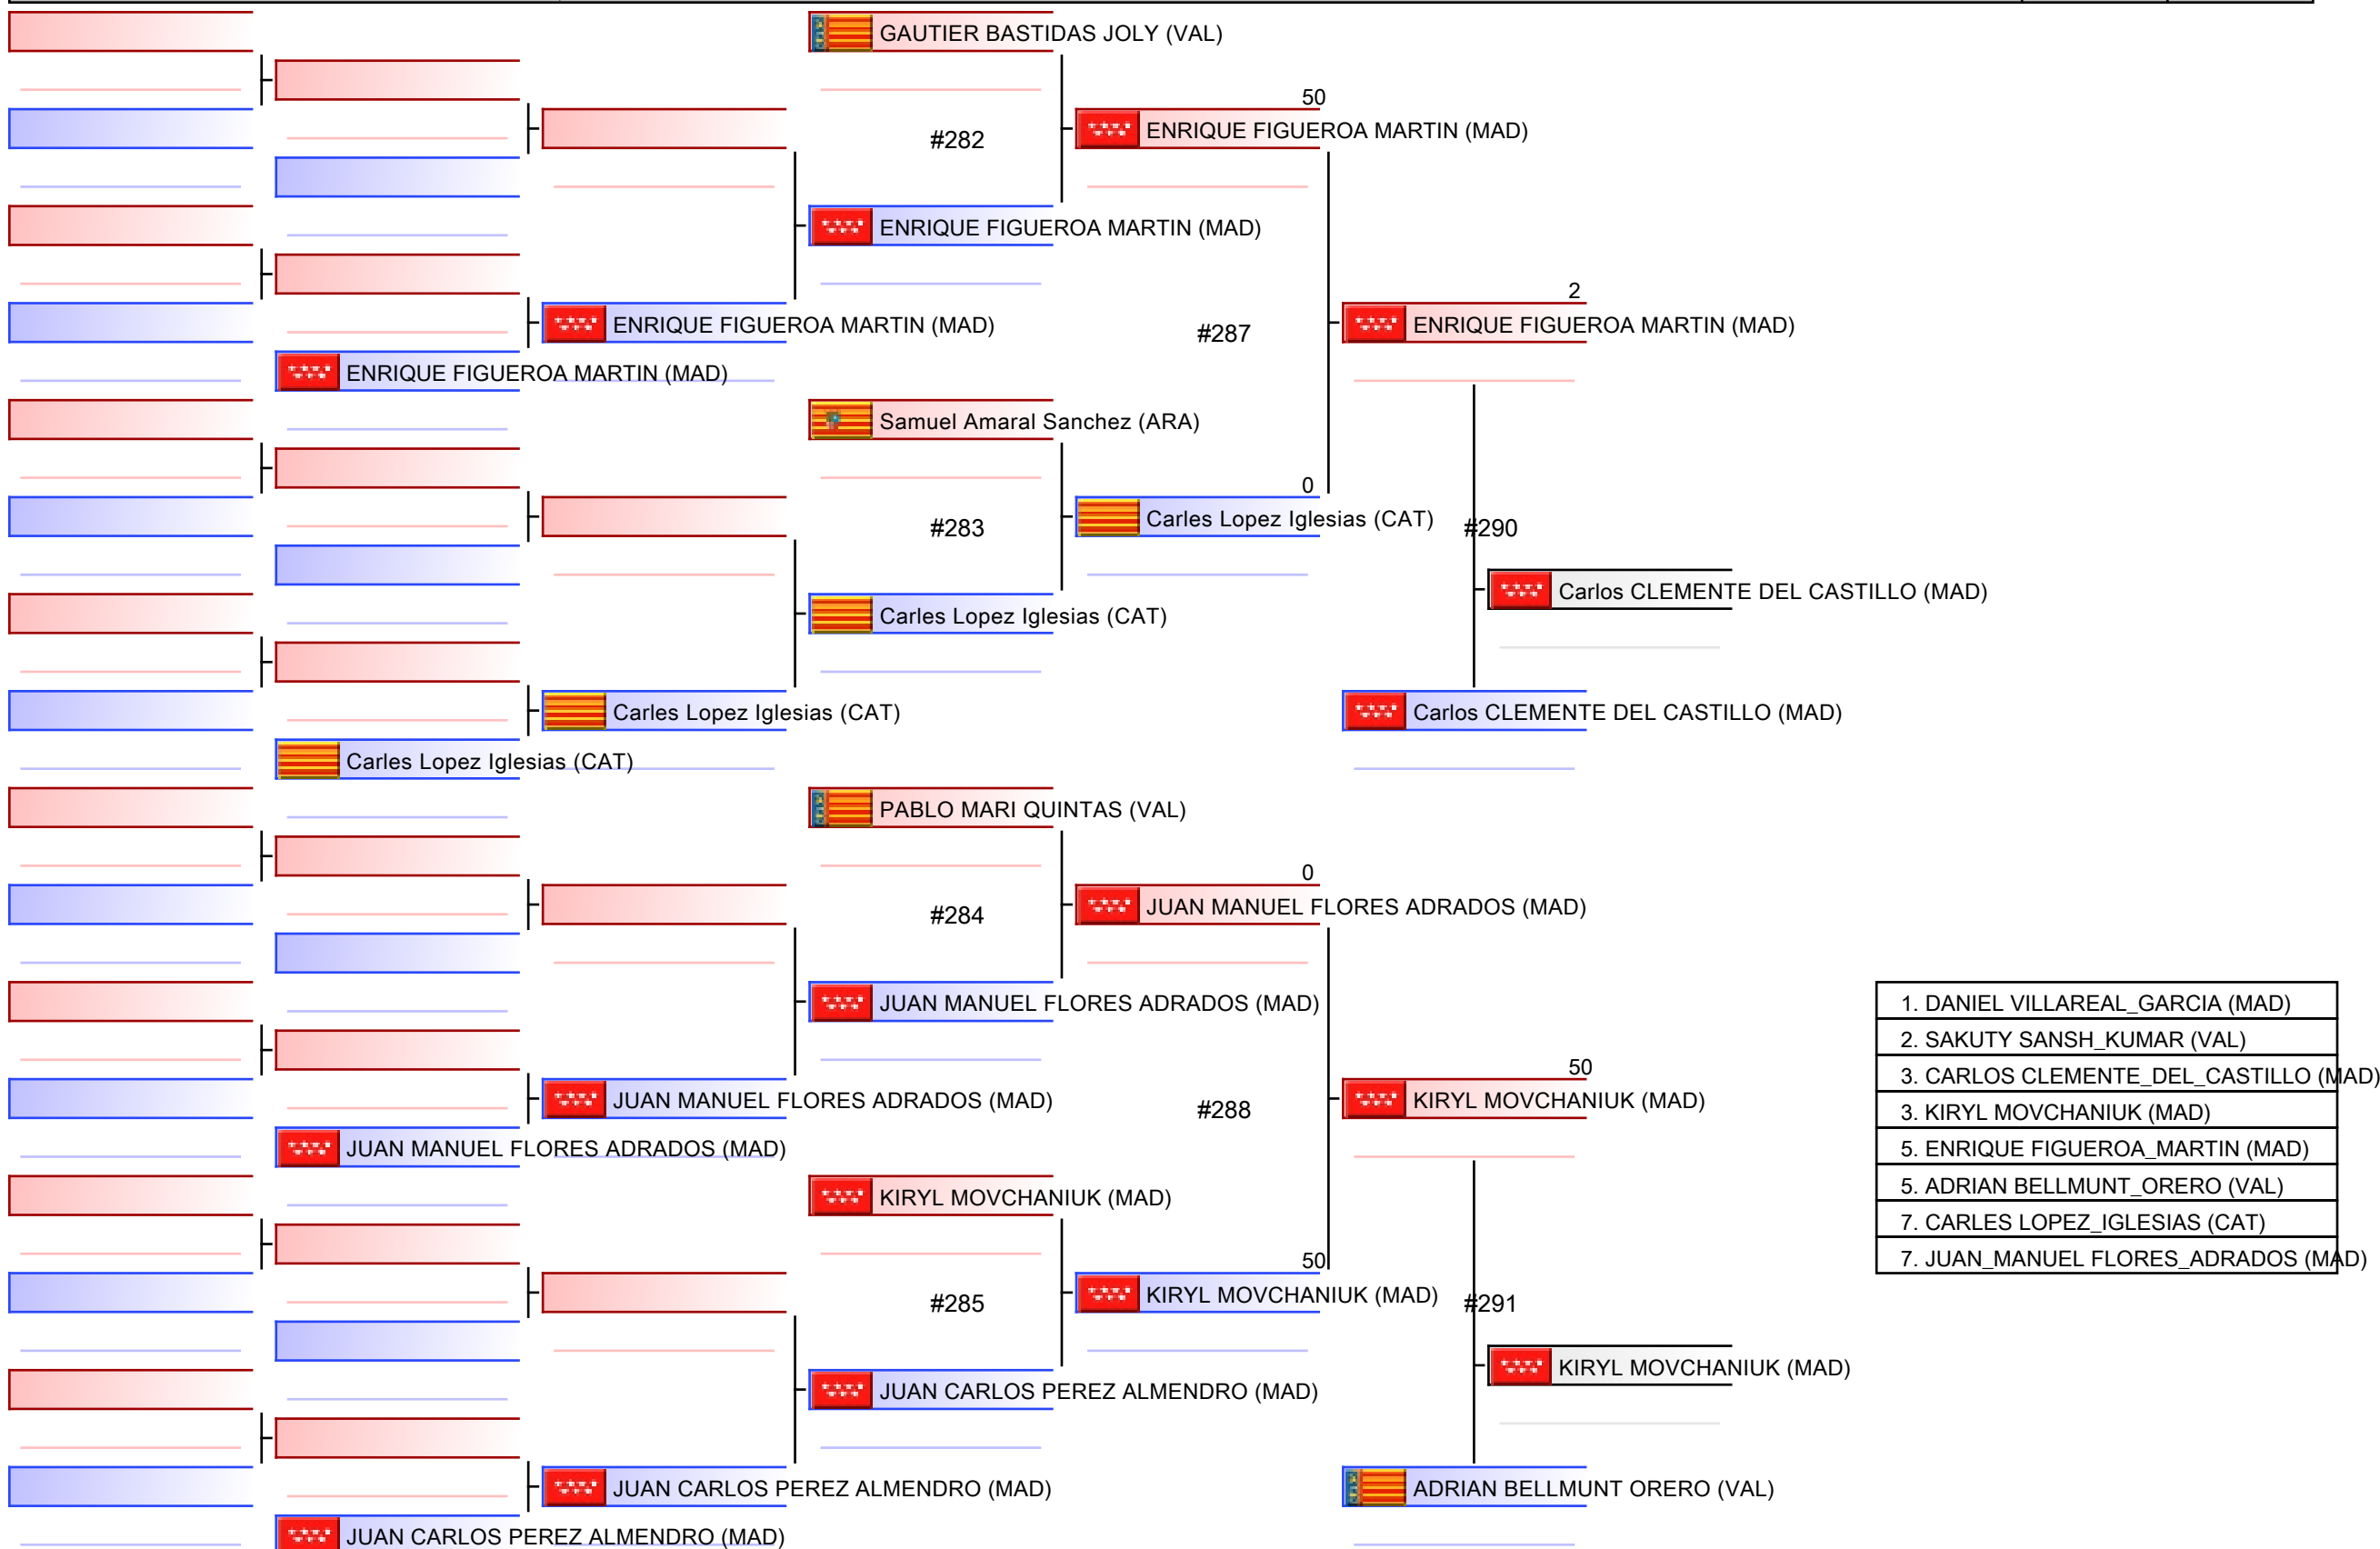 GAUTIER BASTIDAS JOLY (VAL)
50
ENRIQUE FIGUEROA MARTIN (MAD)
#282
ENRIQUE FIGUEROA MARTIN (MAD)
2
ENRIQUE FIGUEROA MARTIN (MAD)
ENRIQUE FIGUEROA MARTIN (MAD)
#287
ENRIQUE FIGUEROA MARTIN (MAD)
Samuel Amaral Sanchez (ARA)
0
Carles Lopez Iglesias (CAT)
#283
#290
Carlos CLEMENTE DEL CASTILLO (MAD)
Carles Lopez Iglesias (CAT)
Carles Lopez Iglesias (CAT)
Carlos CLEMENTE DEL CASTILLO (MAD)
Carles Lopez Iglesias (CAT)
PABLO MARI QUINTAS (VAL)
0
JUAN MANUEL FLORES ADRADOS (MAD)
#284
JUAN MANUEL FLORES ADRADOS (MAD)
50
JUAN MANUEL FLORES ADRADOS (MAD)
#288
KIRYL MOVCHANIUK (MAD)
JUAN MANUEL FLORES ADRADOS (MAD)
KIRYL MOVCHANIUK (MAD)
50
KIRYL MOVCHANIUK (MAD)
#285
#291
KIRYL MOVCHANIUK (MAD)
JUAN CARLOS PEREZ ALMENDRO (MAD)
JUAN CARLOS PEREZ ALMENDRO (MAD)
ADRIAN BELLMUNT ORERO (VAL)
JUAN CARLOS PEREZ ALMENDRO (MAD)
1. DANIEL VILLAREAL_GARCIA (MAD)
2. SAKUTY SANSH_KUMAR (VAL)
3. CARLOS CLEMENTE_DEL_CASTILLO (MAD)
3. KIRYL MOVCHANIUK (MAD)
5. ENRIQUE FIGUEROA_MARTIN (MAD)
5. ADRIAN BELLMUNT_ORERO (VAL)
7. CARLES LOPEZ_IGLESIAS (CAT)
7. JUAN_MANUEL FLORES_ADRADOS (MAD)